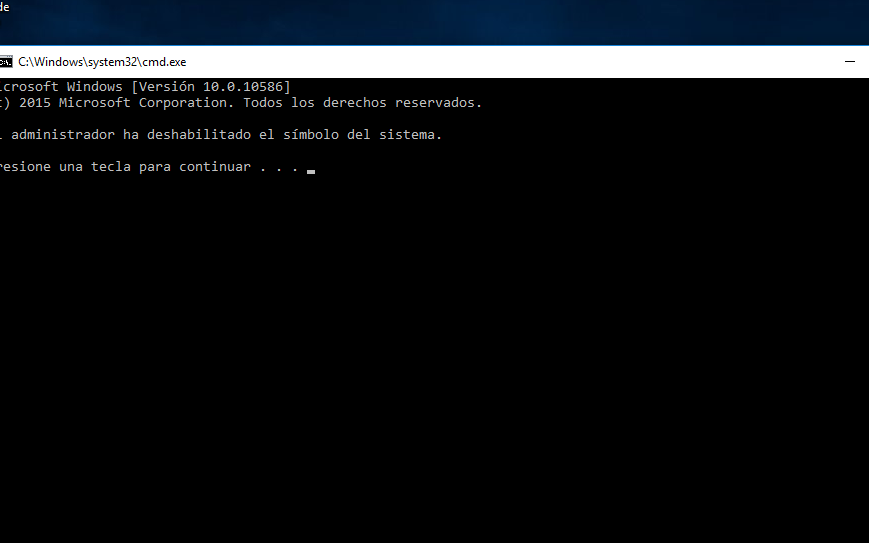 de
C:\Windows\system32\cmd.exe
icrosoft Windows [Versión 10.0.10586]
c) 2015 Microsoft Corporation. Todos los derechos reservados.
l administrador ha deshabilitado el símbolo del sistema.
resione una tecla para continuar . . .